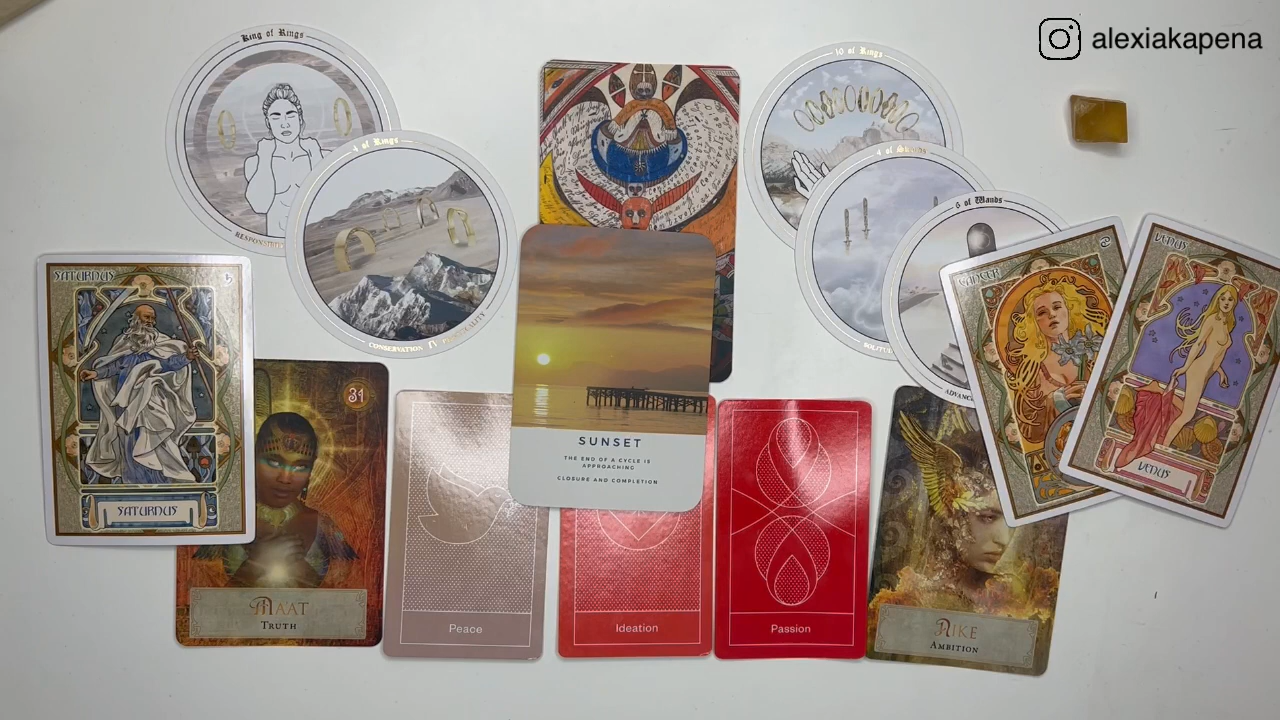 alexiakapena
King of Rings
4 of Rings
CONSERVATION
10 of Rings
4 of Swords
6 of Wands
SATURNUS
SATURNUS
CANCER
VENUS
VENUS
31
MAAT
TRUTH
Peace
SUNSET
THE END OF A CYCLE IS
APPROACHING
CLOSURE AND COMPLETION
Ideation
Passion
NIKE
AMBITION